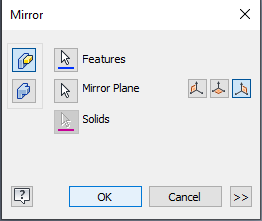 Mirror
Features
Mirror Plane
Solids
?
OK Cancel >>